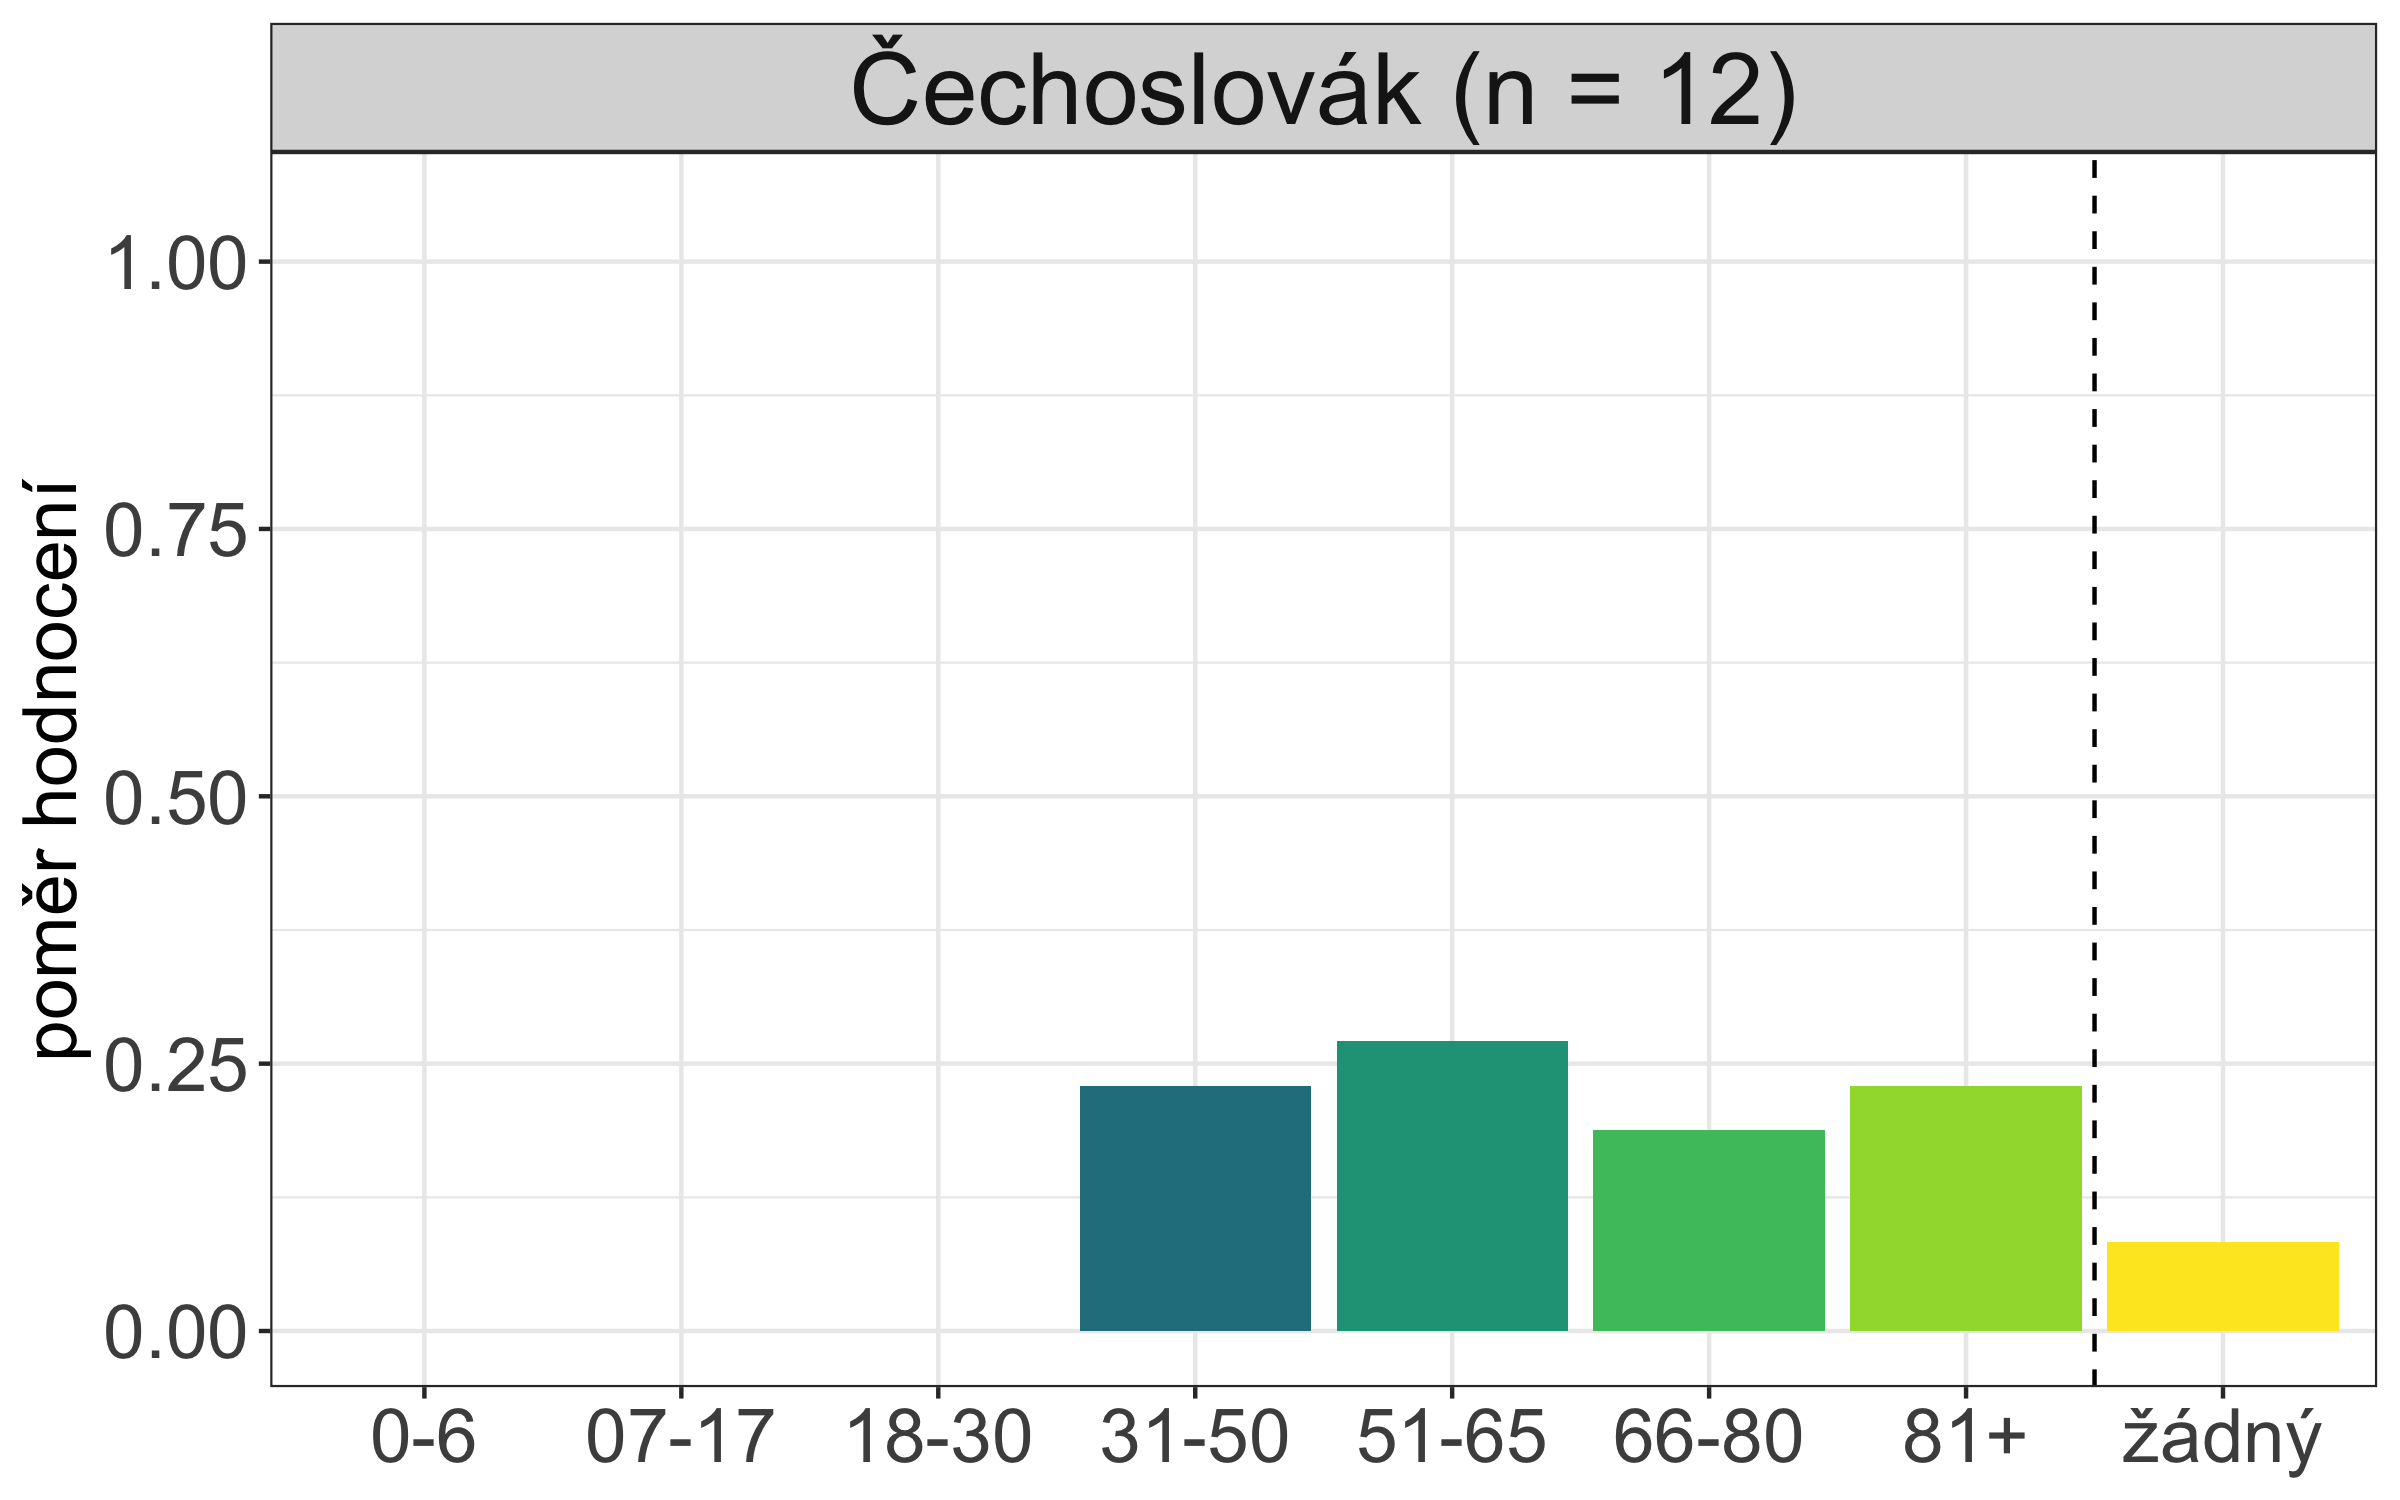 Čechoslovák (n = 12)
poměr hodnocení
1.00
0.75
0.50
0.25
0.00
0-6 07-17 18-30 31-50 51-65 66-80 81+ žádný